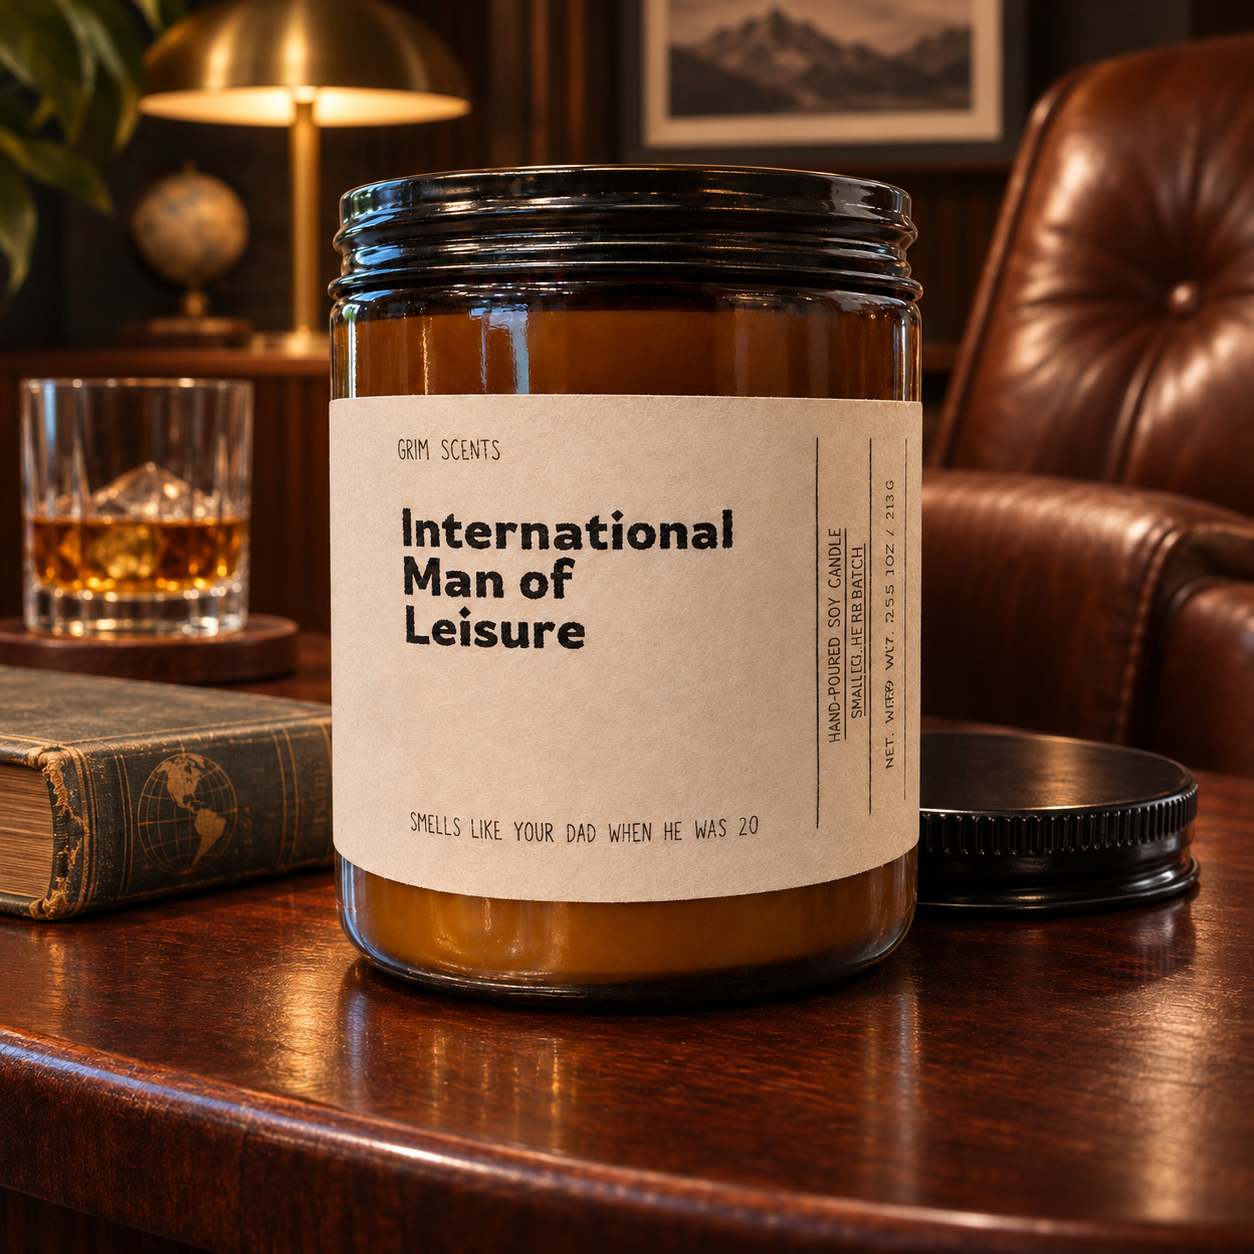 GRIM SCENTS
International
Man of
Leisure
SMELLS LIKE YOUR DAD WHEN HE WAS 20
HAND-POURED SOY CANDLE
BATCH
NET.